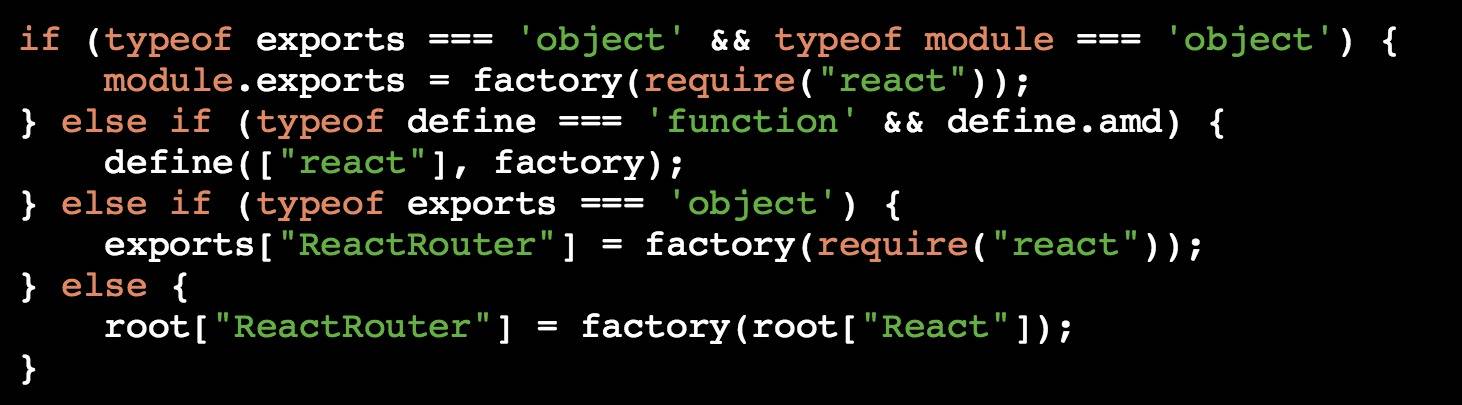 if (typeof exports === 'object' && typeof module === 'object') {
    module.exports = factory(require("react"));
} else if (typeof define === 'function' && define.amd) {
    define(["react"], factory);
} else if (typeof exports === 'object') {
    exports["ReactRouter"] = factory(require("react"));
} else {
    root["ReactRouter"] = factory(root["React"]);
}